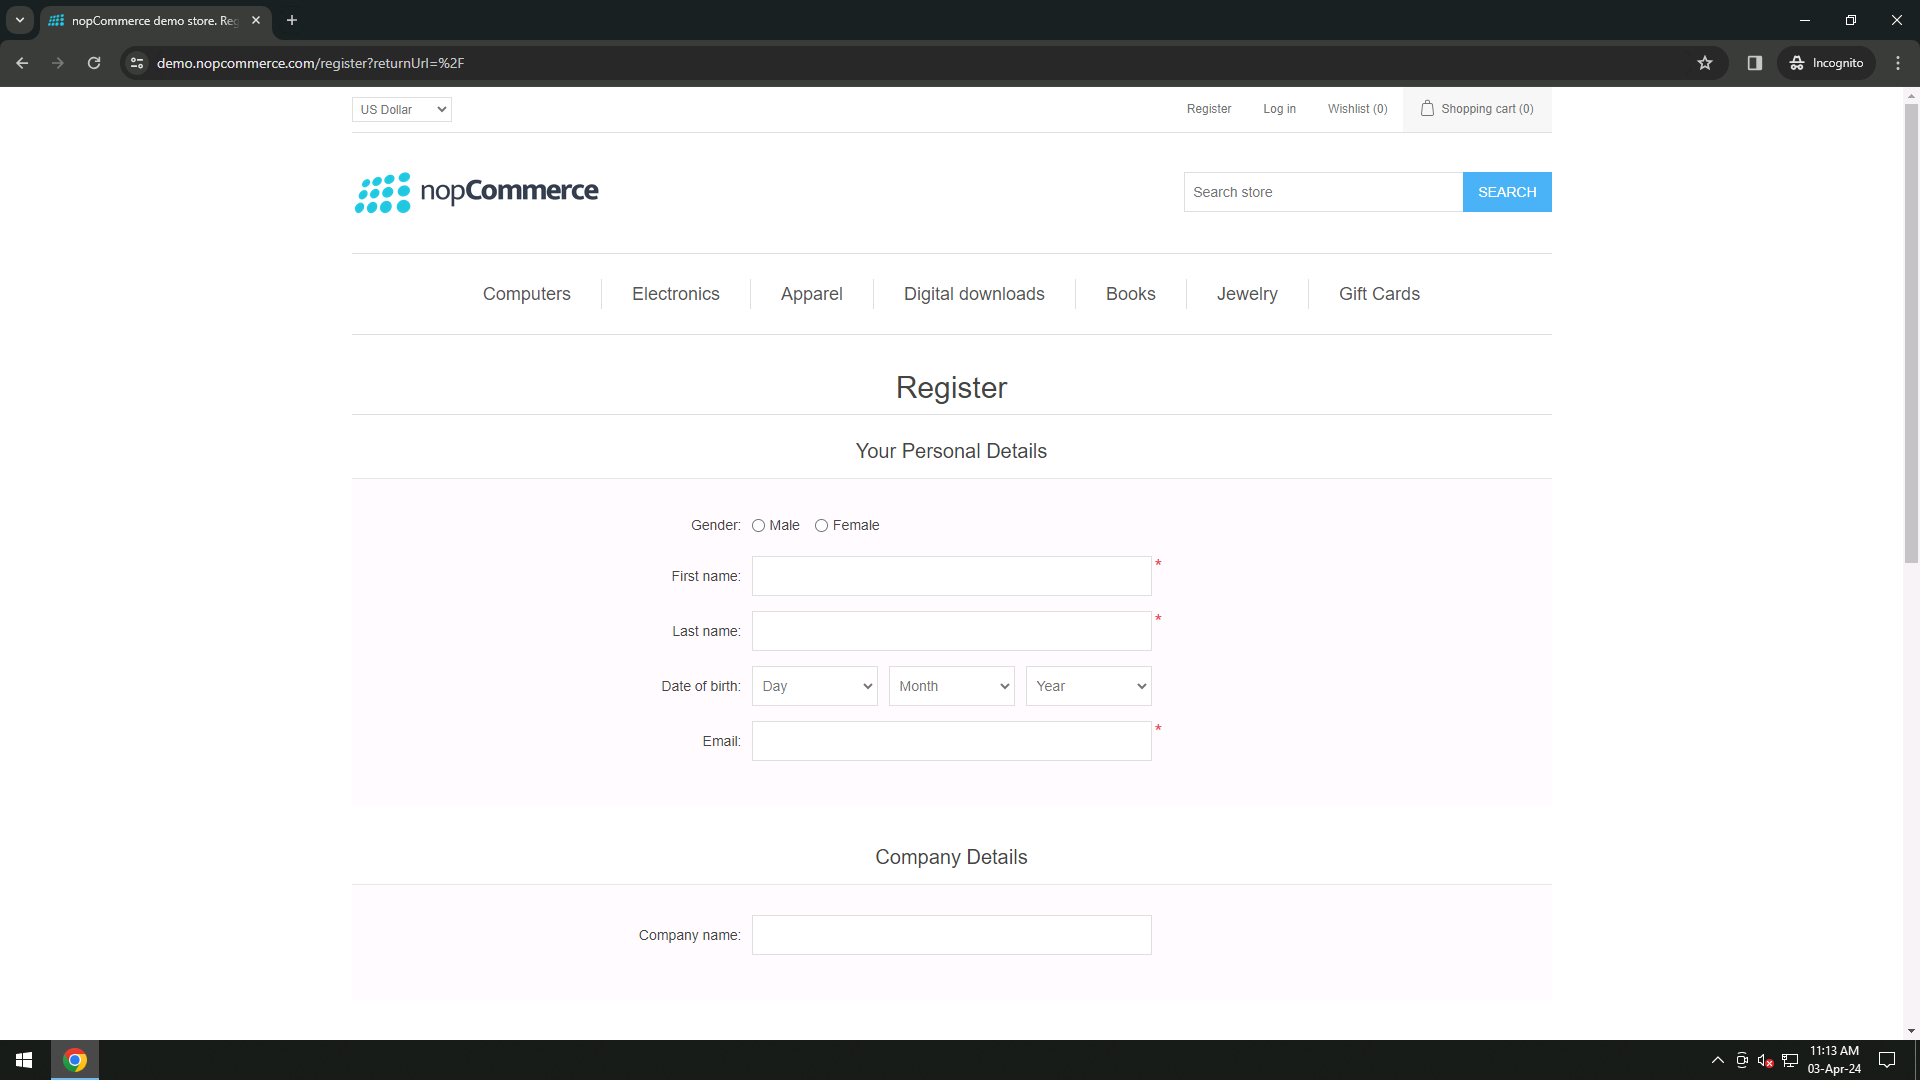 nopCommerce demo store. Reg
demo.nopcommerce.com/register?returnUrl=%2F
Incognito
US Dollar
Register
Log in
Wishlist (0)
Shopping cart (0)
nopCommerce
Search store
SEARCH
Computers
Electronics
Apparel
Digital downloads
Books
Jewelry
Gift Cards
Register
Your Personal Details
Gender:
Male
Female
First name:
*
Last name:
*
Date of birth:
Day
Month
Year
Email:
*
Company Details
Company name:
11:13 AM
03-Apr-24